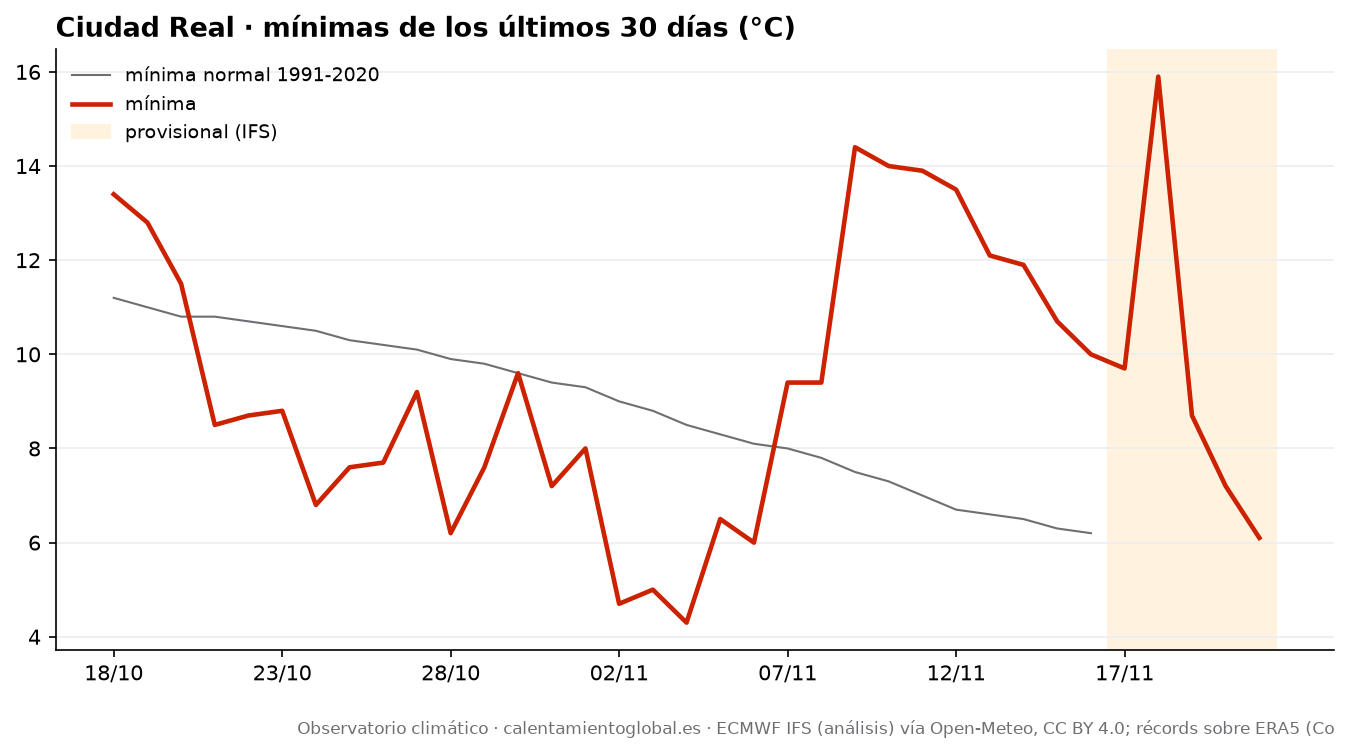 Ciudad Real · mínimas de los últimos 30 días (°C)
mínima normal 1991-2020
mínima
provisional (IFS)
16
14
12
10
8
6
4
18/10 23/10 28/10 02/11 07/11 12/11 17/11
Observatorio climático · calentamientoglobal.es · ECMWF IFS (análisis) vía Open-Meteo, CC BY 4.0; récords sobre ERA5 (Co